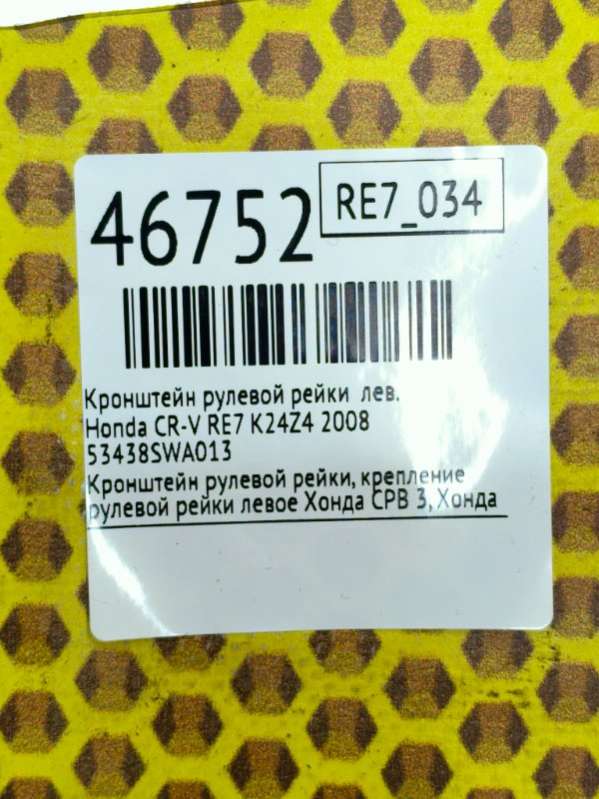 46752
RE7_034
Кронштейн рулевой рейки лев.
Honda CR-V RE7 K24Z4 2008
53438SWA013
Кронштейн рулевой рейки, крепление
рулевой рейки левое Хонда СРВ 3, Хонда